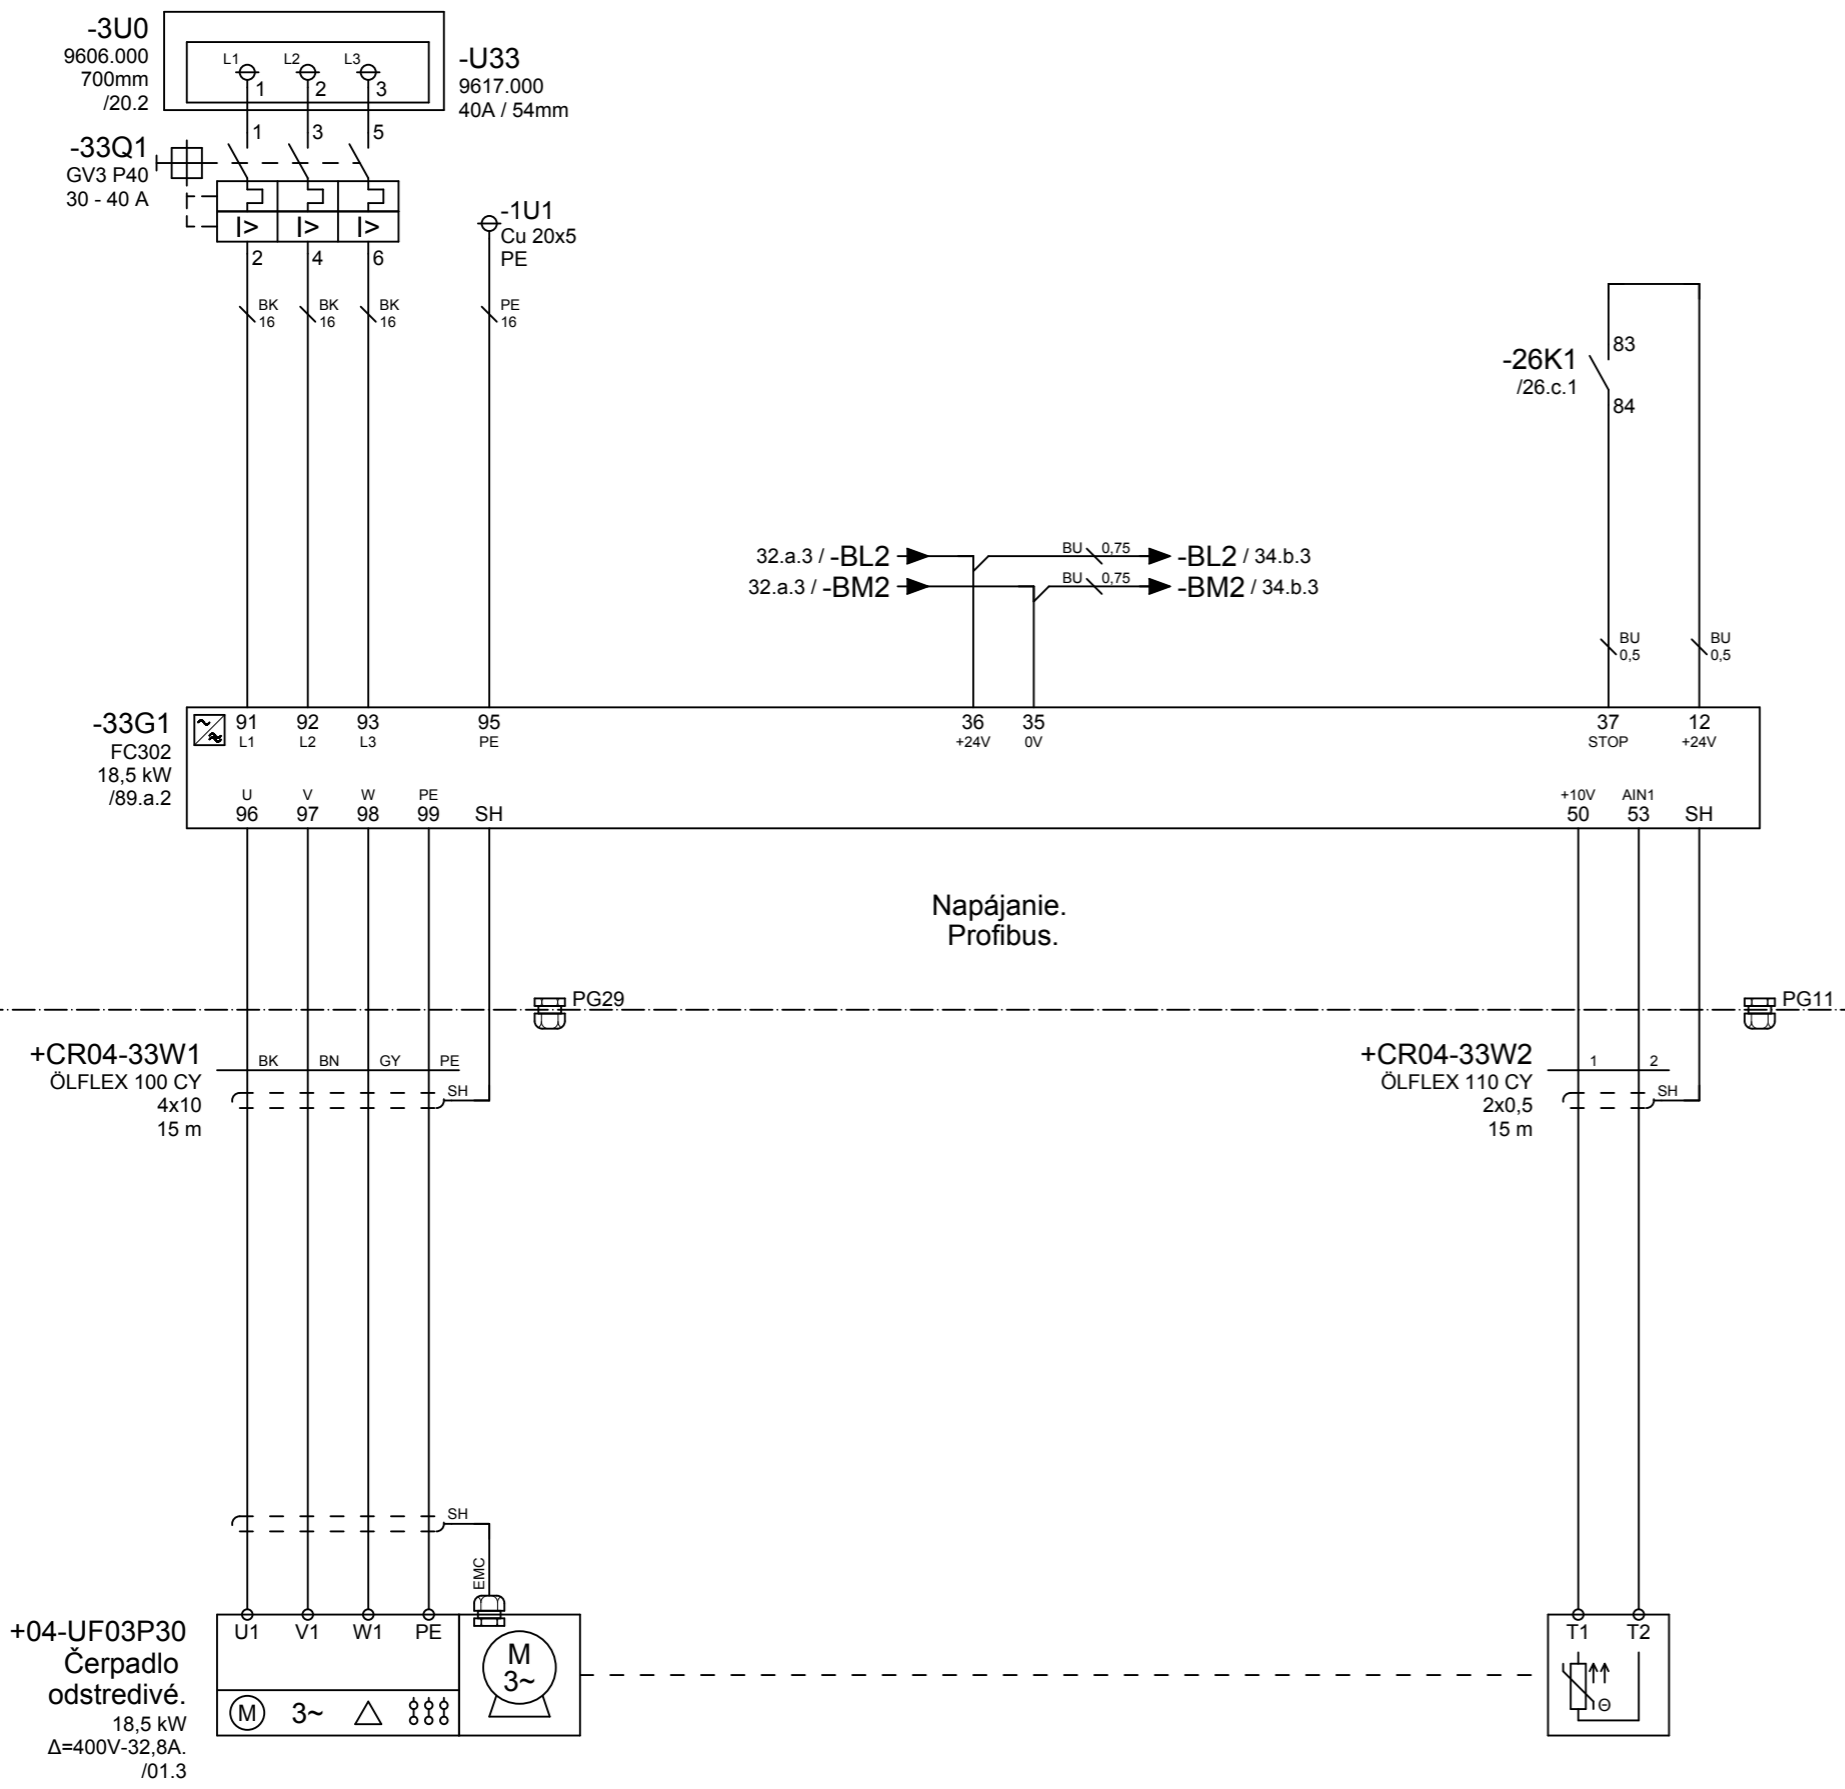 -3U0
9606.000
700mm
/20.2
L1 L2 L3
1 2 3
-U33
9617.000
40A / 54mm
-33Q1
GV3 P40
30 - 40 A
1 3 5
|> |> |>
2 4 6
-1U1
Cu 20x5
PE
BK BK BK PE
16 16 16 16
-26K1
/26.c.1
83
84
32.a.3 / -BL2
BU 0,75
-BL2 / 34.b.3
32.a.3 / -BM2
BU 0,75
-BM2 / 34.b.3
BU BU
0,5 0,5
-33G1
FC302
18,5 kW
/89.a.2
91 92 93 95 36 35 37 12
L1 L2 L3 PE +24V 0V STOP +24V
U V W PE +10V AIN1
96 97 98 99 SH 50 53 SH
Napájanie.
Profibus.
PG29
PG11
+CR04-33W1
ÖLFLEX 100 CY
4x10
15 m
BK BN GY PE
SH
+CR04-33W2
ÖLFLEX 110 CY
2x0,5
15 m
1 2
SH
SH
EMC
+04-UF03P30
Čerpadlo
odstredivé.
18,5 kW
Δ=400V-32,8A.
/01.3
U1 V1 W1 PE
M
3~
M 3~
T1 T2
Θ